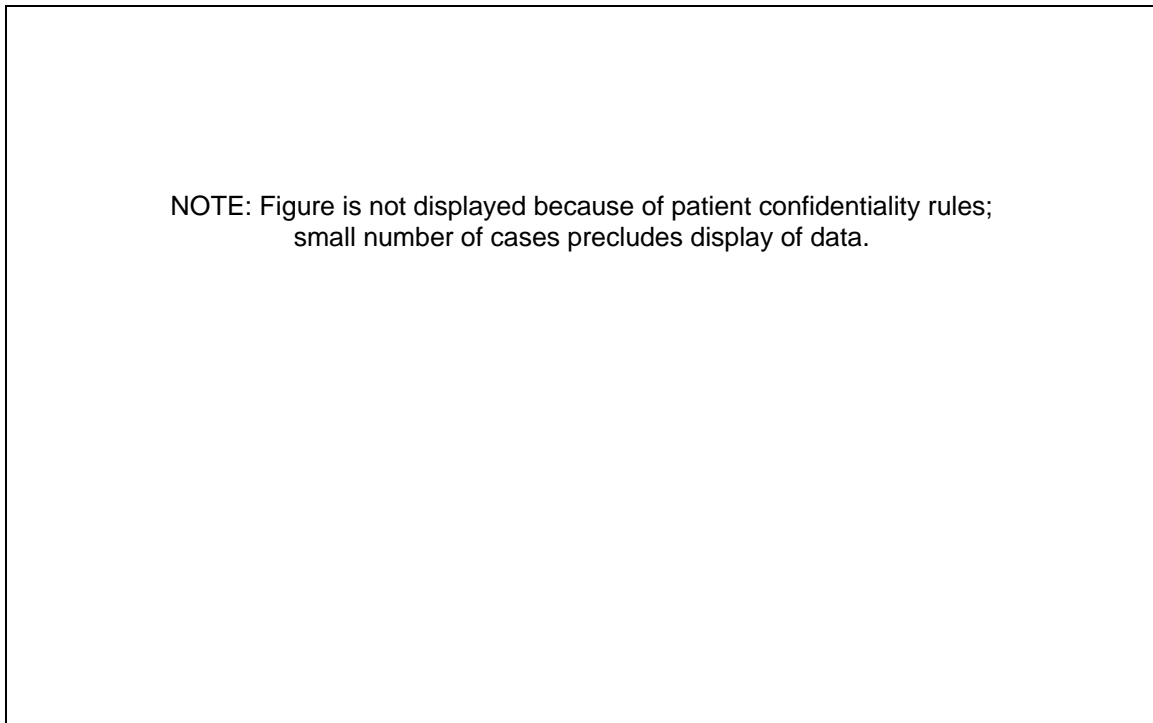 NOTE: Figure is not displayed because of patient confidentiality rules;
small number of cases precludes display of data.